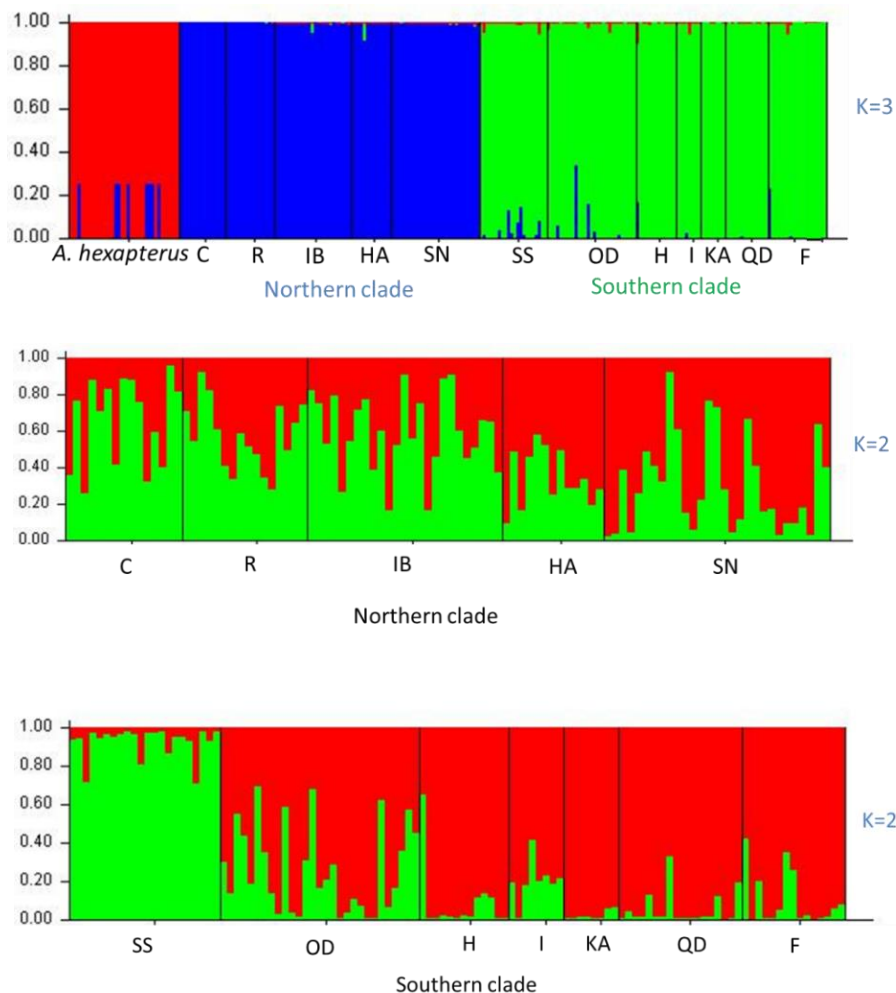 1.00
0.80
0.60
0.40
0.20
0.00
K=3
A. hexapterus C R IB HA SN SS OD H I KA QD F
Northern clade Southern clade
1.00
0.80
0.60
0.40
0.20
0.00
K=2
C R IB HA SN
Northern clade
1.00
0.80
0.60
0.40
0.20
0.00
K=2
SS OD H I KA QD F
Southern clade